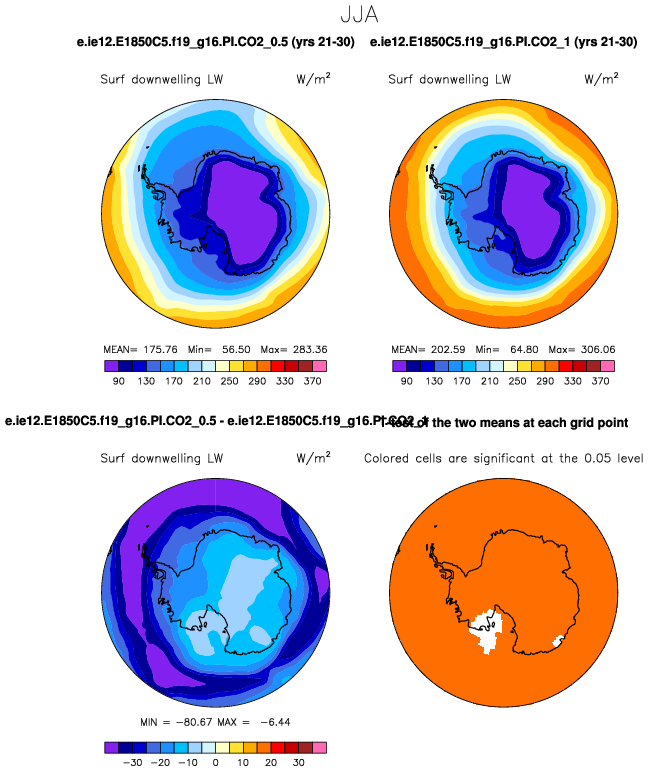 JJA
e.ie12.E1850C5.f19_g16.PI.CO2_0.5 (yrs 21-30)
e.ie12.E1850C5.f19_g16.PI.CO2_1 (yrs 21-30)
Surf downwelling LW W/m²
Surf downwelling LW W/m²
MEAN= 175.76 Min= 56.50 Max= 283.36
MEAN= 202.59 Min= 64.80 Max= 306.06
90 130 170 210 250 290 330 370
90 130 170 210 250 290 330 370
e.ie12.E1850C5.f19_g16.PI.CO2_0.5 - e.ie12.E1850C5.f19_g16.PI.CO2_1
T-test of the two means at each grid point
Surf downwelling LW W/m²
Colored cells are significant at the 0.05 level
MIN = -80.67 MAX = -6.44
-30 -20 -10 0 10 20 30